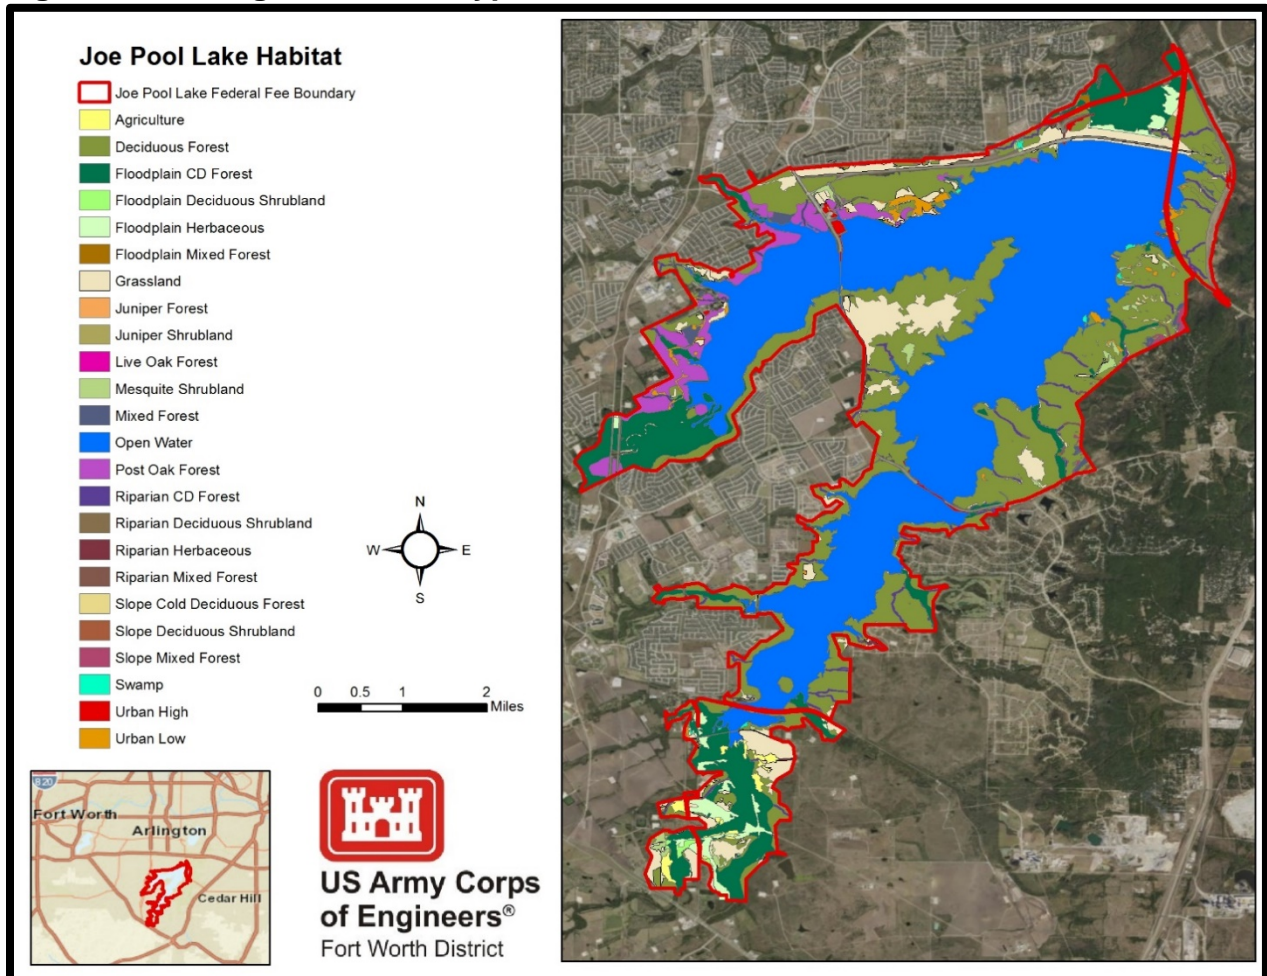 Joe Pool Lake Habitat
Joe Pool Lake Federal Fee Boundary
Agriculture
Deciduous Forest
Floodplain CD Forest
Floodplain Deciduous Shrubland
Floodplain Herbaceous
Floodplain Mixed Forest
Grassland
Juniper Forest
Juniper Shrubland
Live Oak Forest
Mesquite Shrubland
Mixed Forest
Open Water
Post Oak Forest
Riparian CD Forest
Riparian Deciduous Shrubland
Riparian Herbaceous
Riparian Mixed Forest
Slope Cold Deciduous Forest
Slope Deciduous Shrubland
Slope Mixed Forest
Swamp
Urban High
Urban Low
N
W E
S
0 0.5 1 2
Miles
820
Fort Worth
Arlington
Cedar Hill
US Army Corps
of Engineers®
Fort Worth District